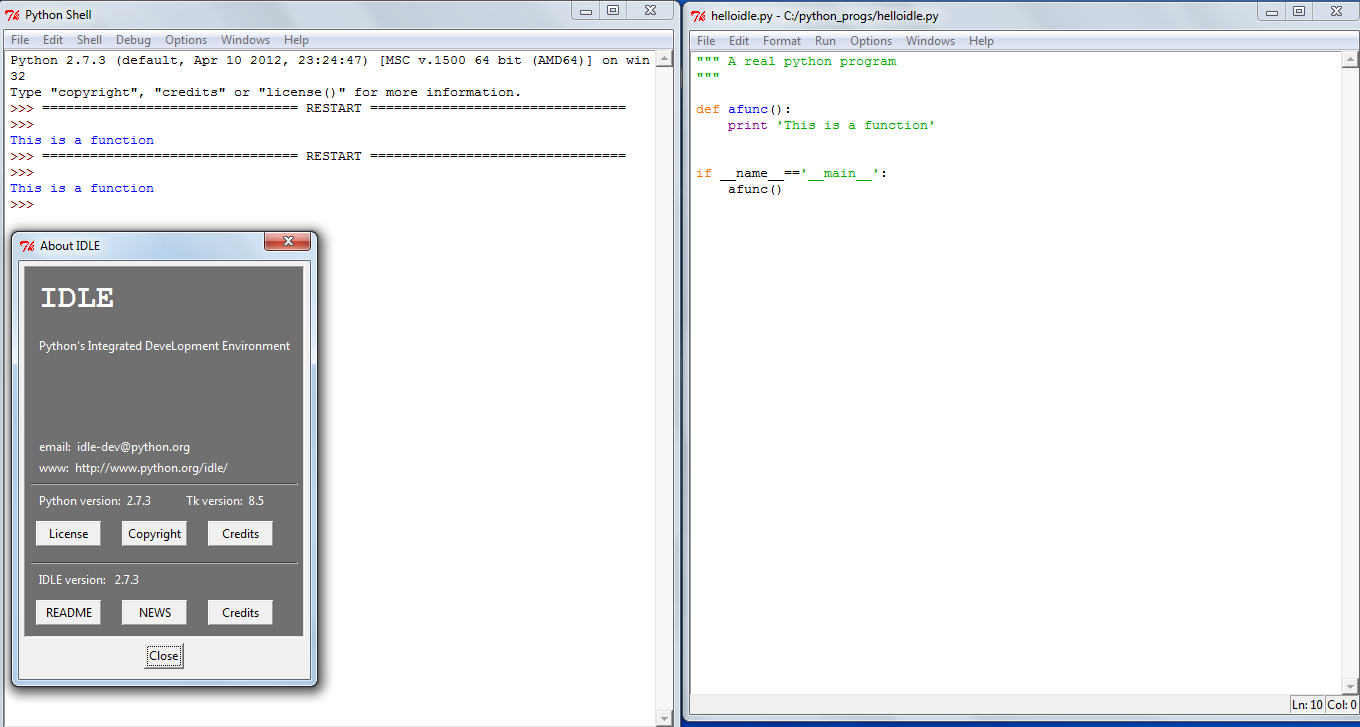 Python Shell
File Edit Shell Debug Options Windows Help
Python 2.7.3 (default, Apr 10 2012, 23:24:47) [MSC v.1500 64 bit (AMD64)] on win
32
Type "copyright", "credits" or "license()" for more information.
>>> ================================ RESTART ================================
>>>
This is a function
>>> ================================ RESTART ================================
>>>
This is a function
>>>
About IDLE
IDLE
Python's Integrated DeveLopment Environment
email: idle-dev@python.org
www: http://www.python.org/idle/
Python version: 2.7.3 Tk version: 8.5
License Copyright Credits
IDLE version: 2.7.3
README NEWS Credits
Close
helloidle.py - C:/python_progs/helloidle.py
File Edit Format Run Options Windows Help
""" A real python program
"""
def afunc():
    print 'This is a function'
if __name__=='__main__':
    afunc()
Ln: 10 Col: 0